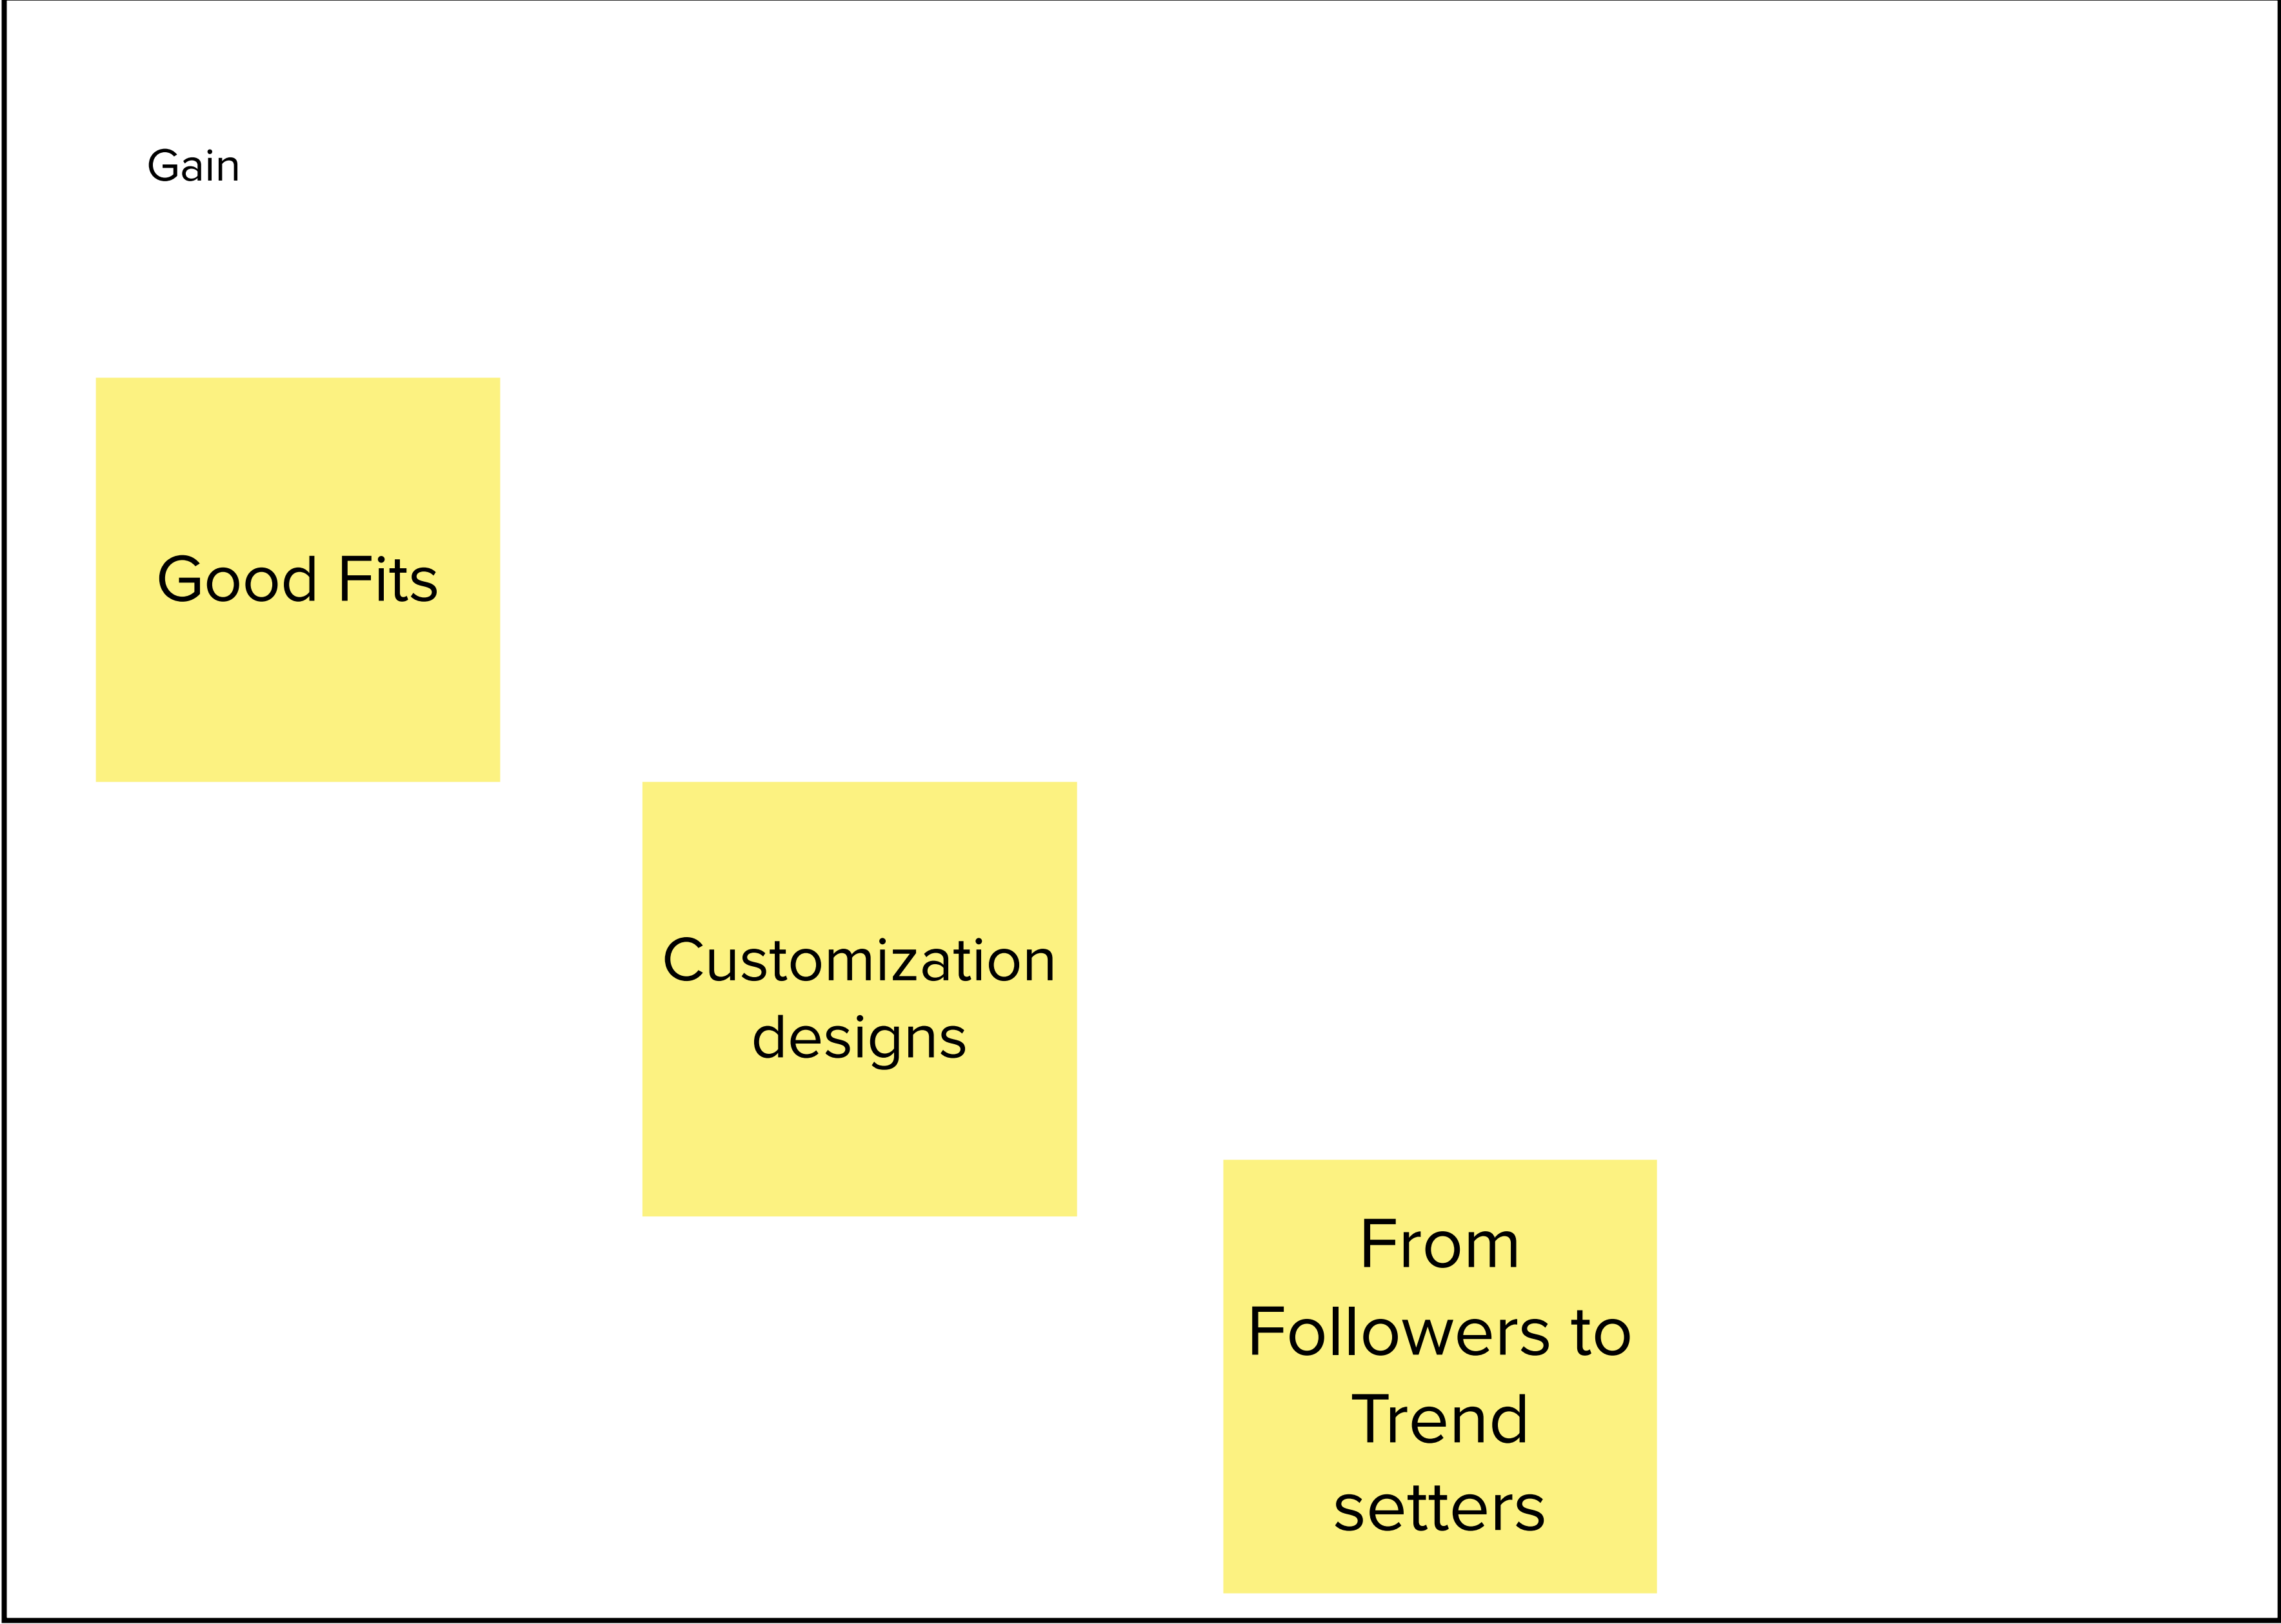 Gain
Good Fits
Customization
designs
From
Followers to
Trend
setters